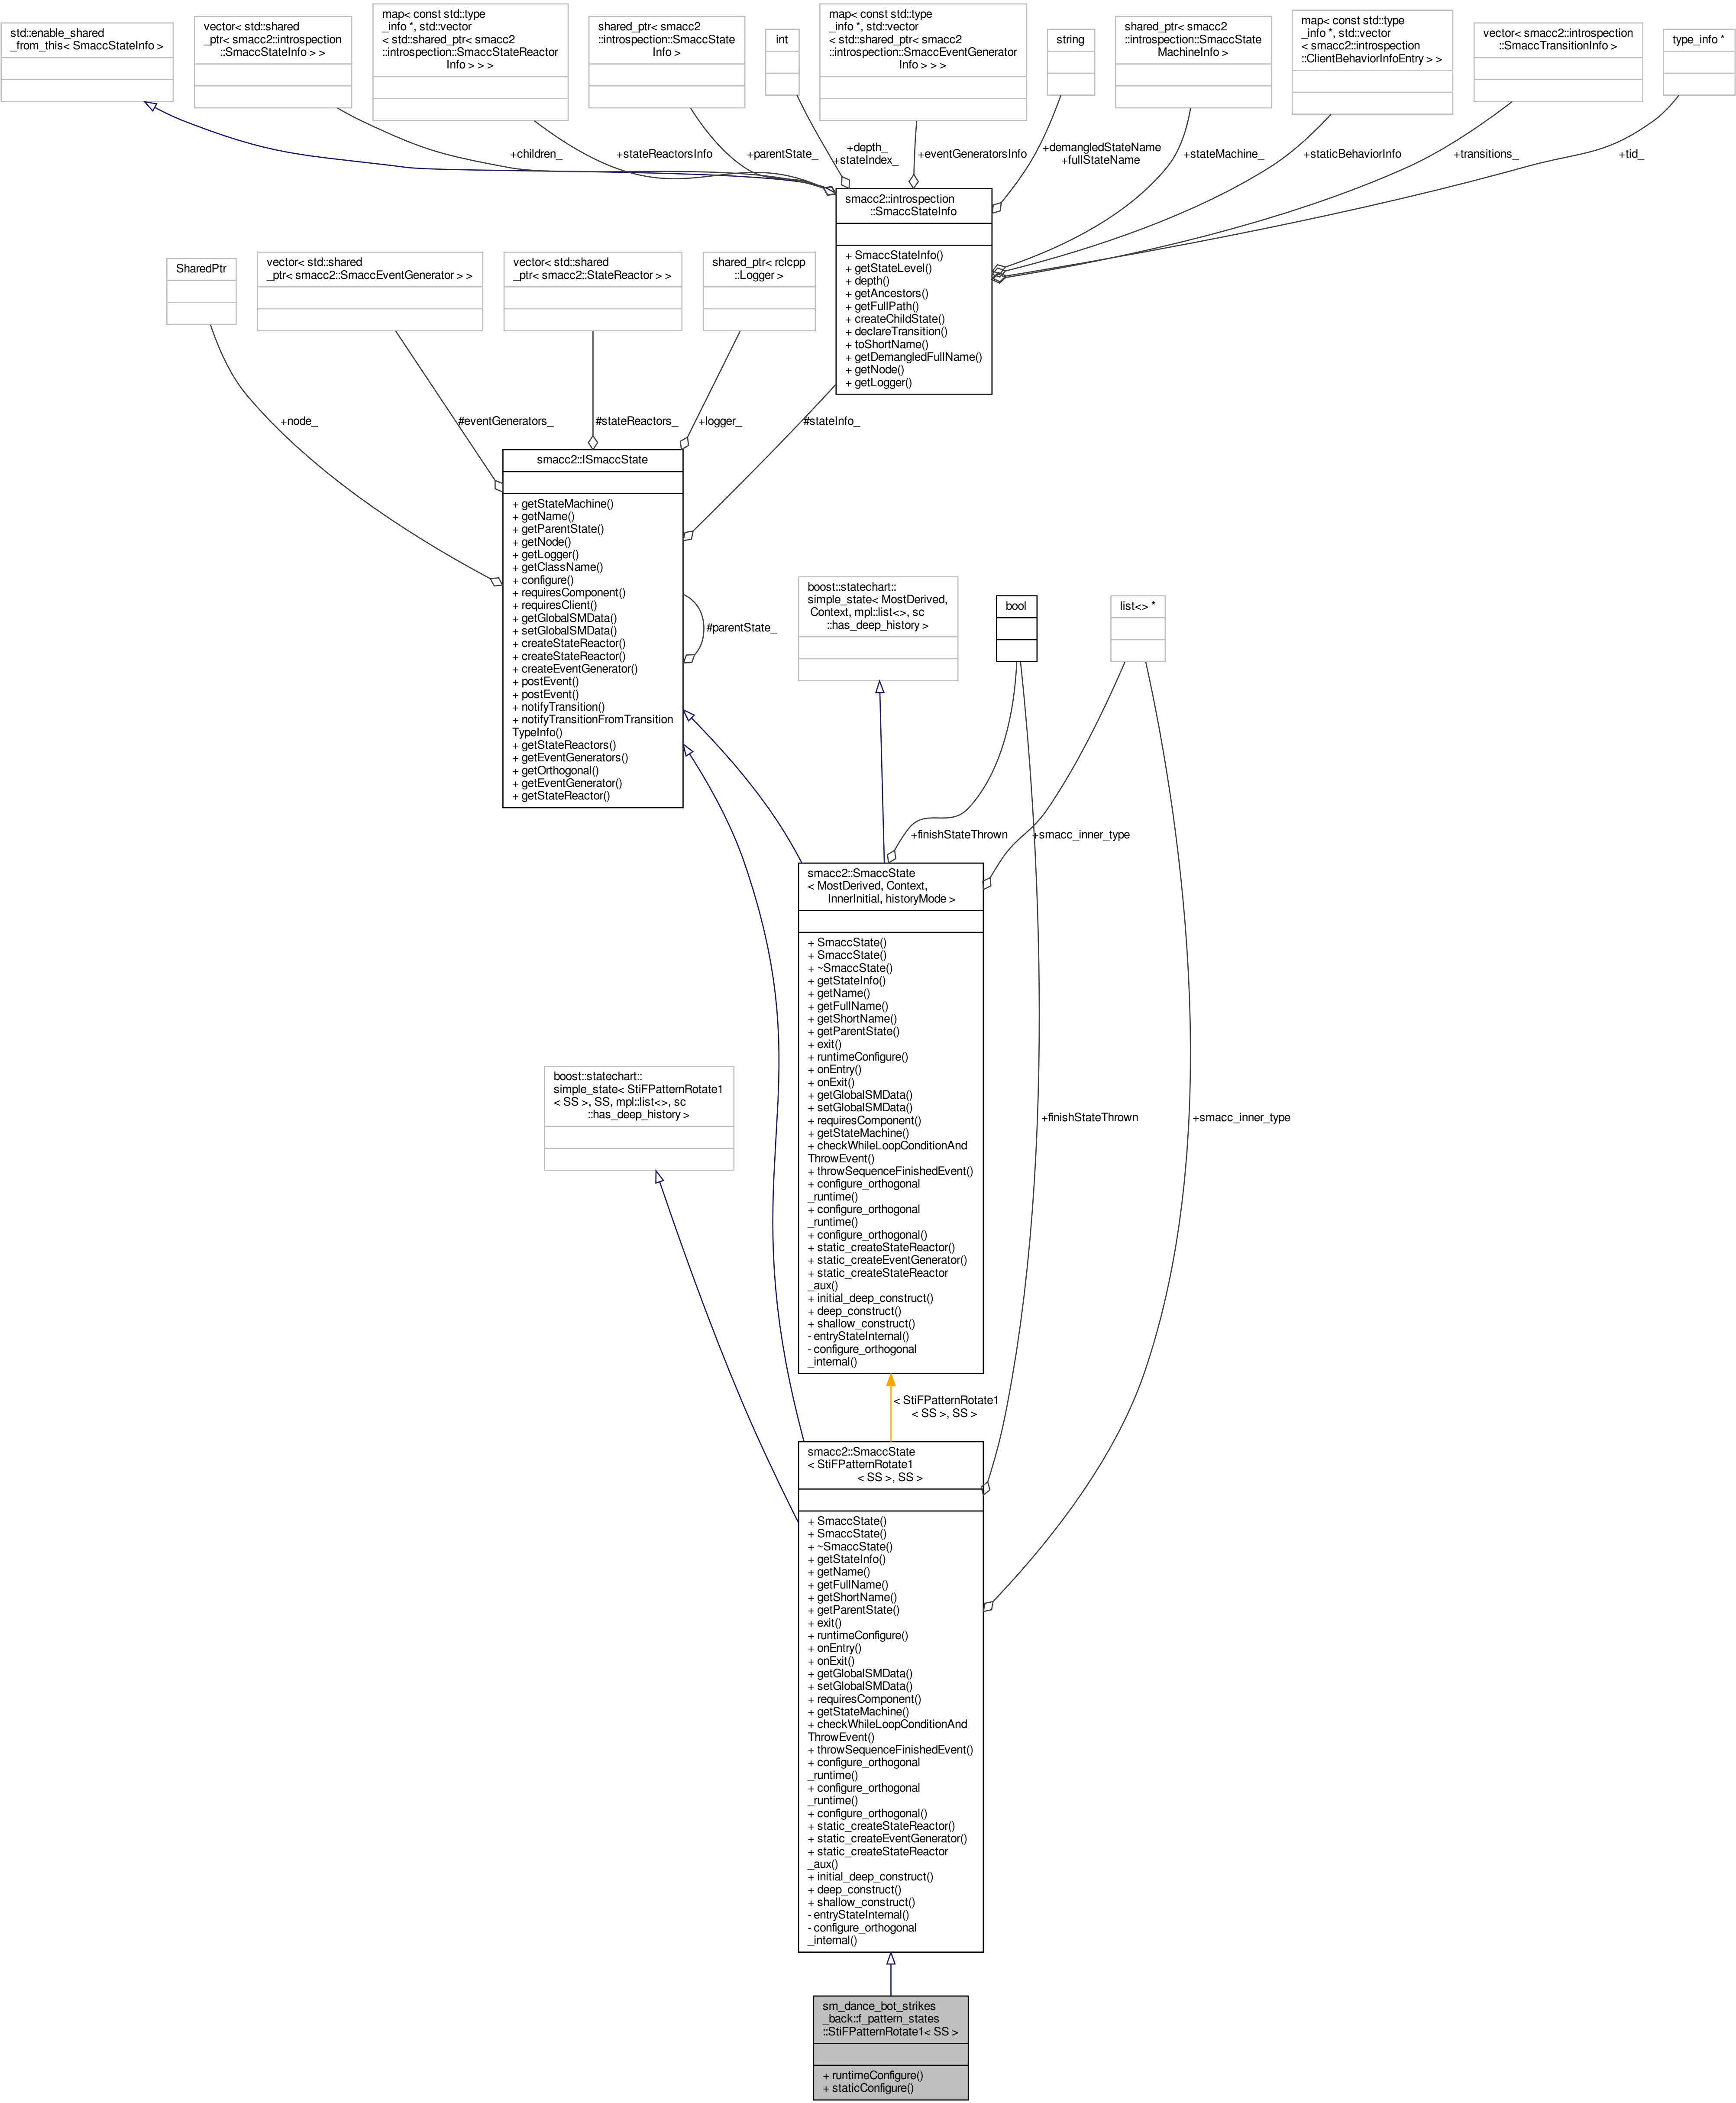 std::enable_shared
_from_this< SmaccStateInfo >
vector< std::shared
_ptr< smacc2::introspection
::SmaccStateInfo > >
map< const std::type
_info *, std::vector
< std::shared_ptr< smacc2
::introspection::SmaccStateReactor
Info > > >
shared_ptr< smacc2
::introspection::SmaccState
Info >
int
map< const std::type
_info *, std::vector
< std::shared_ptr< smacc2
::introspection::SmaccEventGenerator
Info > > >
string
shared_ptr< smacc2
::introspection::SmaccState
MachineInfo >
map< const std::type
_info *, std::vector
< smacc2::introspection
::ClientBehaviorInfoEntry > >
vector< smacc2::introspection
::SmaccTransitionInfo >
type_info *
+children_
+stateReactorsInfo
+parentState_
+depth_
+stateIndex_
+eventGeneratorsInfo
+demangledStateName
+fullStateName
+stateMachine_
+staticBehaviorInfo
+transitions_
+tid_
smacc2::introspection
::SmaccStateInfo
+ SmaccStateInfo()
+ getStateLevel()
+ depth()
+ getAncestors()
+ getFullPath()
+ createChildState()
+ declareTransition()
+ toShortName()
+ getDemangledFullName()
+ getNode()
+ getLogger()
SharedPtr
vector< std::shared
_ptr< smacc2::SmaccEventGenerator > >
vector< std::shared
_ptr< smacc2::StateReactor > >
shared_ptr< rclcpp
::Logger >
+node_
#eventGenerators_
#stateReactors_
+logger_
#stateInfo_
smacc2::ISmaccState
+ getStateMachine()
+ getName()
+ getParentState()
+ getNode()
+ getLogger()
+ getClassName()
+ configure()
+ requiresComponent()
+ requiresClient()
+ getGlobalSMData()
+ setGlobalSMData()
+ createStateReactor()
+ createStateReactor()
+ createEventGenerator()
+ postEvent()
+ postEvent()
+ notifyTransition()
+ notifyTransitionFromTransition
TypeInfo()
+ getStateReactors()
+ getEventGenerators()
+ getOrthogonal()
+ getEventGenerator()
+ getStateReactor()
#parentState_
boost::statechart::
simple_state< MostDerived,
Context, mpl::list<>, sc
::has_deep_history >
bool
list<> *
+finishStateThrown
+smacc_inner_type
smacc2::SmaccState
< MostDerived, Context,
InnerInitial, historyMode >
+ SmaccState()
+ SmaccState()
+ ~SmaccState()
+ getStateInfo()
+ getName()
+ getFullName()
+ getShortName()
+ getParentState()
+ exit()
+ runtimeConfigure()
+ onEntry()
+ onExit()
+ getGlobalSMData()
+ setGlobalSMData()
+ requiresComponent()
+ getStateMachine()
+ checkWhileLoopConditionAnd
ThrowEvent()
+ throwSequenceFinishedEvent()
+ configure_orthogonal
_runtime()
+ configure_orthogonal
_runtime()
+ configure_orthogonal()
+ static_createStateReactor()
+ static_createEventGenerator()
+ static_createStateReactor
_aux()
+ initial_deep_construct()
+ deep_construct()
+ shallow_construct()
- entryStateInternal()
- configure_orthogonal
_internal()
boost::statechart::
simple_state< StiFPatternRotate1
< SS >, SS, mpl::list<>, sc
::has_deep_history >
+finishStateThrown
+smacc_inner_type
< StiFPatternRotate1
< SS >, SS >
smacc2::SmaccState
< StiFPatternRotate1
< SS >, SS >
+ SmaccState()
+ SmaccState()
+ ~SmaccState()
+ getStateInfo()
+ getName()
+ getFullName()
+ getShortName()
+ getParentState()
+ exit()
+ runtimeConfigure()
+ onEntry()
+ onExit()
+ getGlobalSMData()
+ setGlobalSMData()
+ requiresComponent()
+ getStateMachine()
+ checkWhileLoopConditionAnd
ThrowEvent()
+ throwSequenceFinishedEvent()
+ configure_orthogonal
_runtime()
+ configure_orthogonal
_runtime()
+ configure_orthogonal()
+ static_createStateReactor()
+ static_createEventGenerator()
+ static_createStateReactor
_aux()
+ initial_deep_construct()
+ deep_construct()
+ shallow_construct()
- entryStateInternal()
- configure_orthogonal
_internal()
sm_dance_bot_strikes
_back::f_pattern_states
::StiFPatternRotate1< SS >
+ runtimeConfigure()
+ staticConfigure()